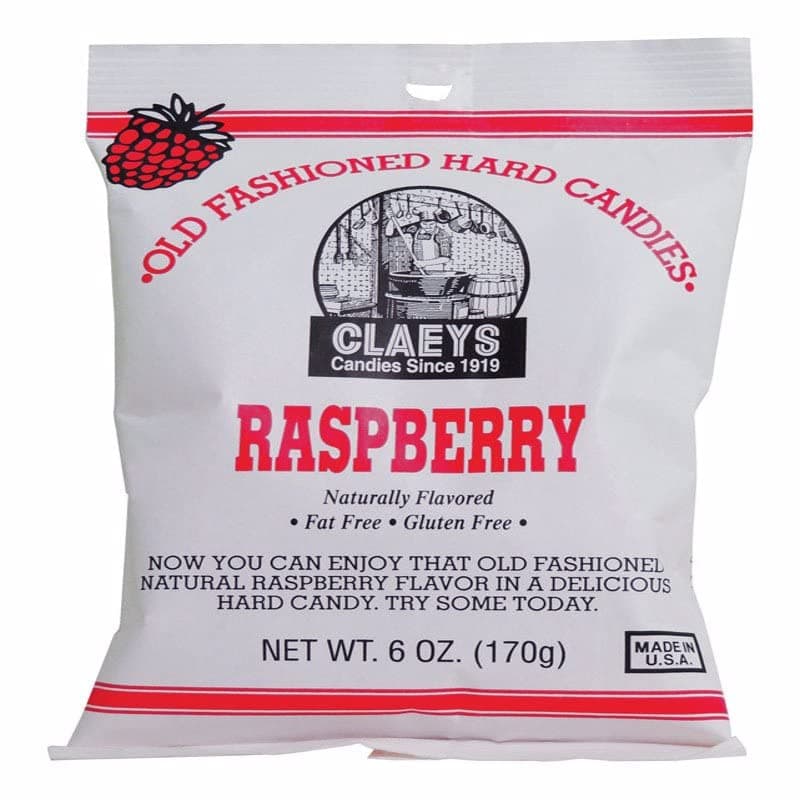 •OLD FASHIONED HARD CANDIES•
CLAEYS
Candies Since 1919
RASPBERRY
Naturally Flavored
• Fat Free • Gluten Free •
NOW YOU CAN ENJOY THAT OLD FASHIONED
NATURAL RASPBERRY FLAVOR IN A DELICIOUS
HARD CANDY. TRY SOME TODAY.
NET WT. 6 OZ. (170g)
MADE IN
U.S.A.